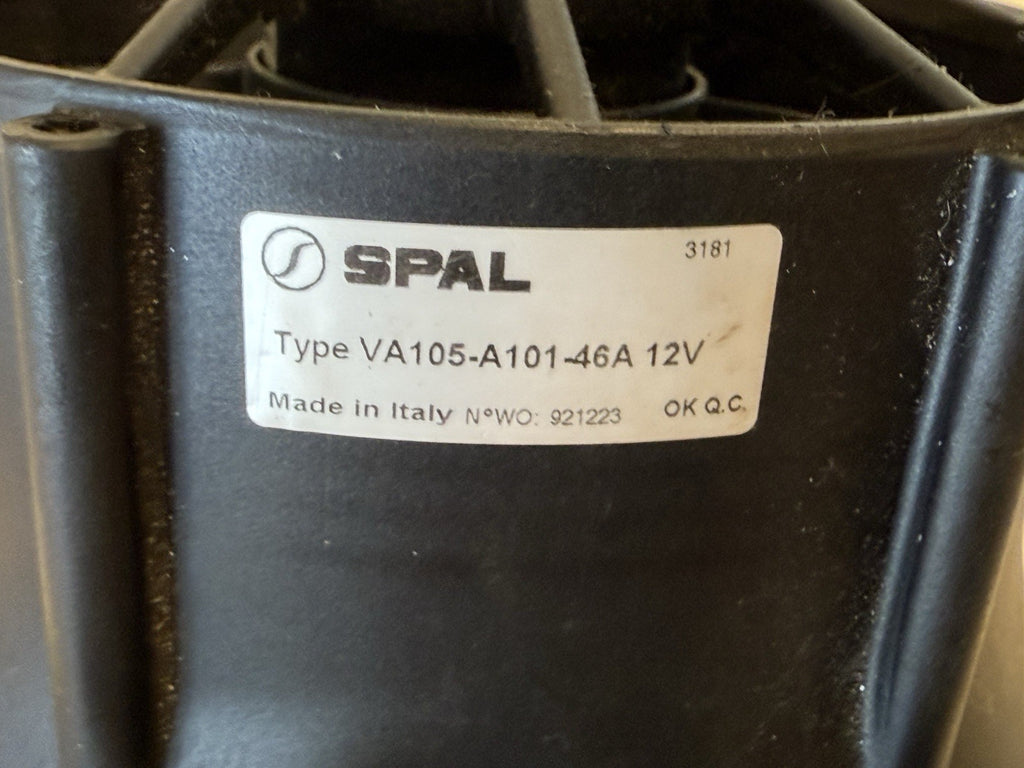 SPAL 3181
Type VA105-A101-46A 12V
Made in Italy N°WO: 921223 OK Q.C.